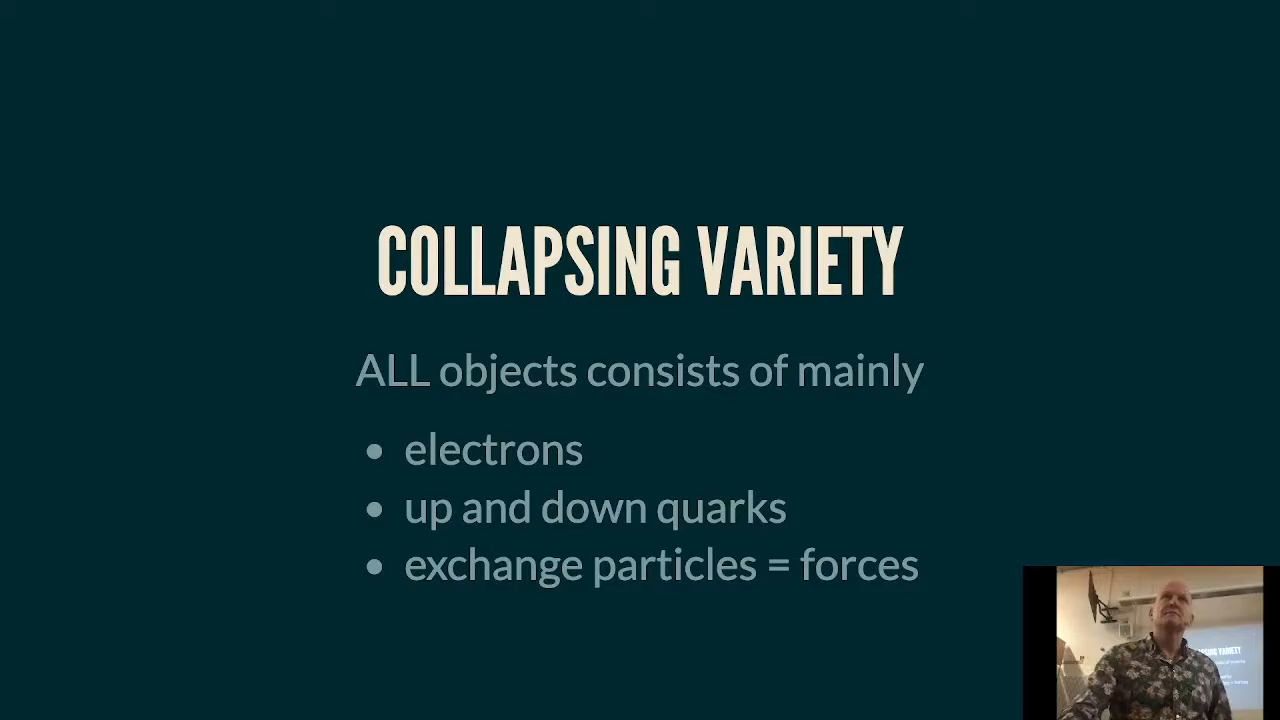 COLLAPSING VARIETY
ALL objects consists of mainly
• electrons
• up and down quarks
• exchange particles = forces